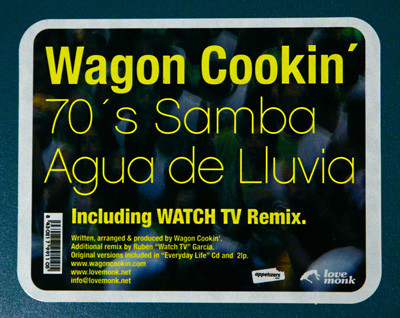 Wagon Cookin´
70´s Samba
Agua de Lluvia
Including WATCH TV Remix.
Written, arranged & produced by Wagon Cookin'.
Additional remix by Ruben "Watch TV" Garcia.
Original versions included in "Everyday Life" Cd and 2lp.
www.wagoncookin.com
www.lovemonk.net
info@lovemonk.net
appetizers
love
monk